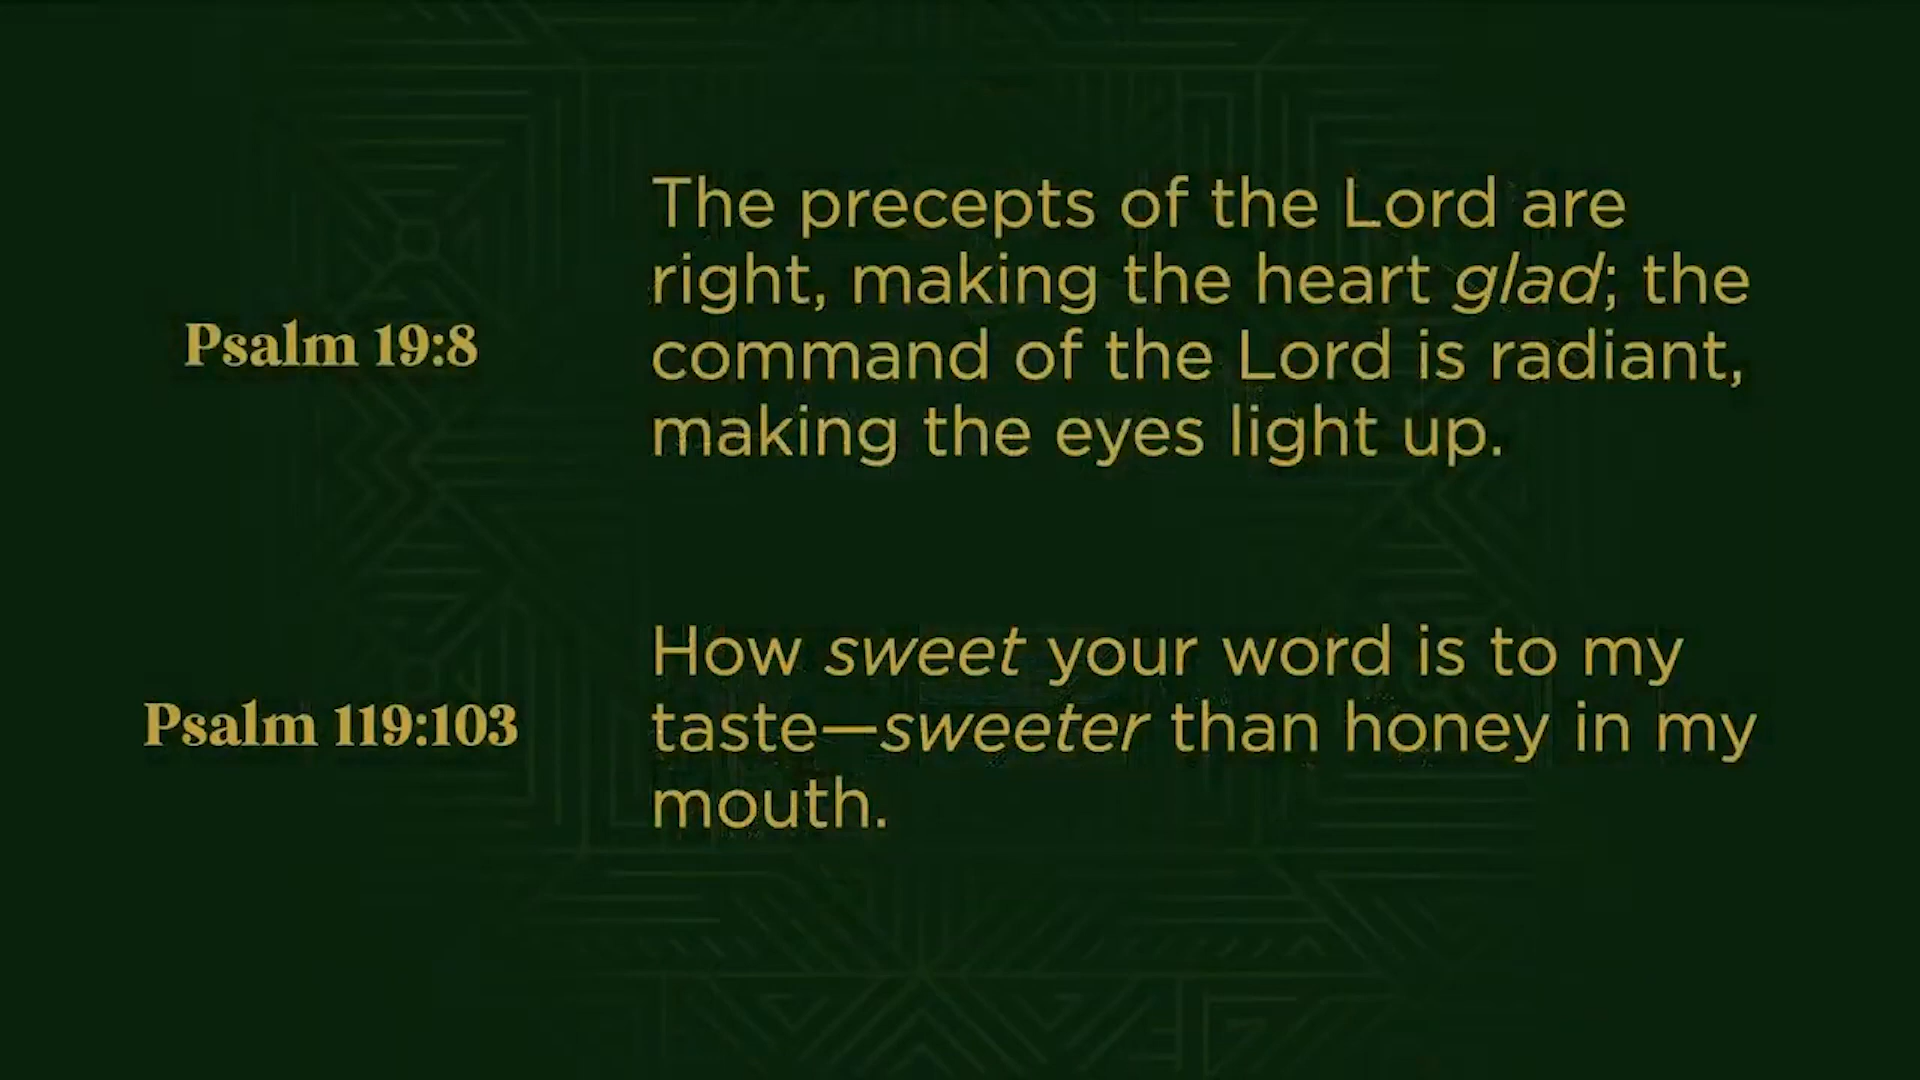 Psalm 19:8
The precepts of the Lord are
right, making the heart glad; the
command of the Lord is radiant,
making the eyes light up.
Psalm 119:103
How sweet your word is to my
taste—sweeter than honey in my
mouth.